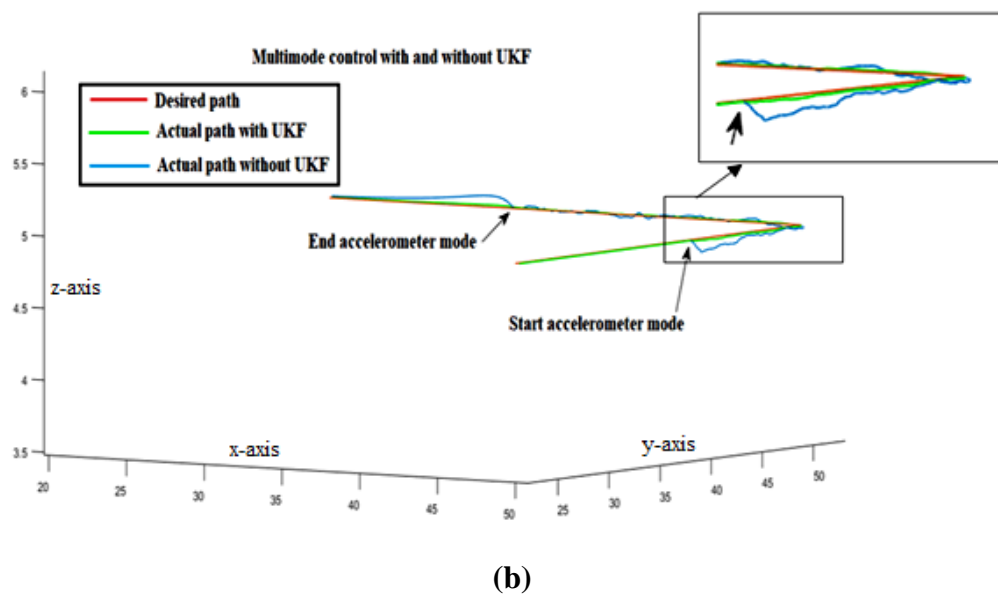 Multimode control with and without UKF
Desired path
Actual path with UKF
Actual path without UKF
6
5.5
5
4.5
4
3.5
z-axis
End accelerometer mode
Start accelerometer mode
x-axis
y-axis
20
25
30
35
40
45
50
25
35
40
45
50
(b)